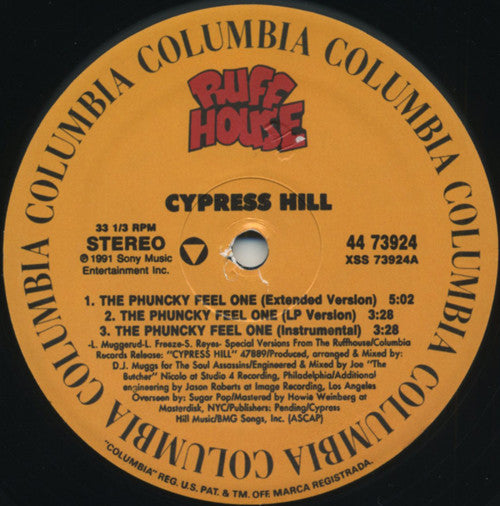 COLUMBIA COLUMBIA COLUMBIA COLUMBIA COLUMBIA COLUMBIA COLUMBIA
RUFF
HOUSE
CYPRESS HILL
33 1/3 RPM
STEREO
℗1991 Sony Music
Entertainment Inc.
44 73924
XSS 73924A
1. THE PHUNCKY FEEL ONE (Extended Version) 5:02
2. THE PHUNCKY FEEL ONE (LP Version) 3:28
3. THE PHUNCKY FEEL ONE (Instrumental) 3:28
-L. Muggerud-L. Freeze-S. Reyes- Special Versions From The Ruffhouse/Columbia
Records Release: "CYPRESS HILL" 47889/Produced, arranged & Mixed by:
D.J. Muggs for The Soul Assassins/Engineered & Mixed by Joe "The
Butcher" Nicolo at Studio 4 Recording, Philadelphia/Additional
engineering by Jason Roberts at Image Recording, Los Angeles
Overseen by: Sugar Pop/Mastered by Howie Weinberg at
Masterdisk, NYC/Publishers: Pending/Cypress
Hill Music/BMG Songs, Inc. (ASCAP)
"COLUMBIA" REG. U.S. PAT. & TM. OFF. MARCA REGISTRADA.